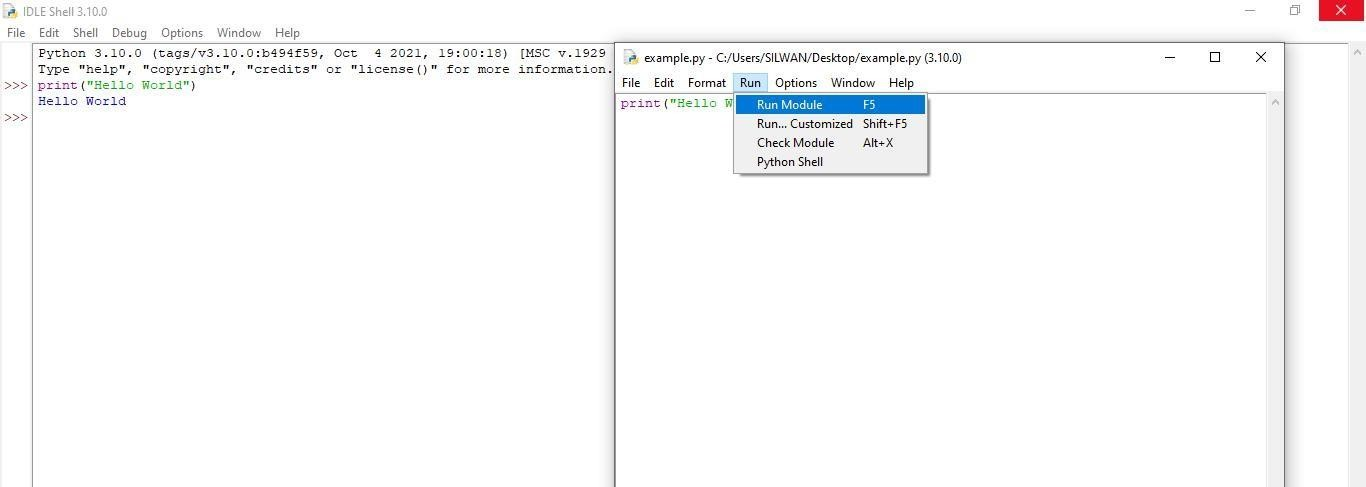 IDLE Shell 3.10.0
File Edit Shell Debug Options Window Help
Python 3.10.0 (tags/v3.10.0:b494f59, Oct  4 2021, 19:00:18) [MSC v.1929
Type "help", "copyright", "credits" or "license()" for more information.
>>> print("Hello World")
Hello World
>>>
example.py - C:/Users/SILWAN/Desktop/example.py (3.10.0)
File Edit Format Run Options Window Help
print("Hello W
Run Module F5
Run... Customized Shift+F5
Check Module Alt+X
Python Shell